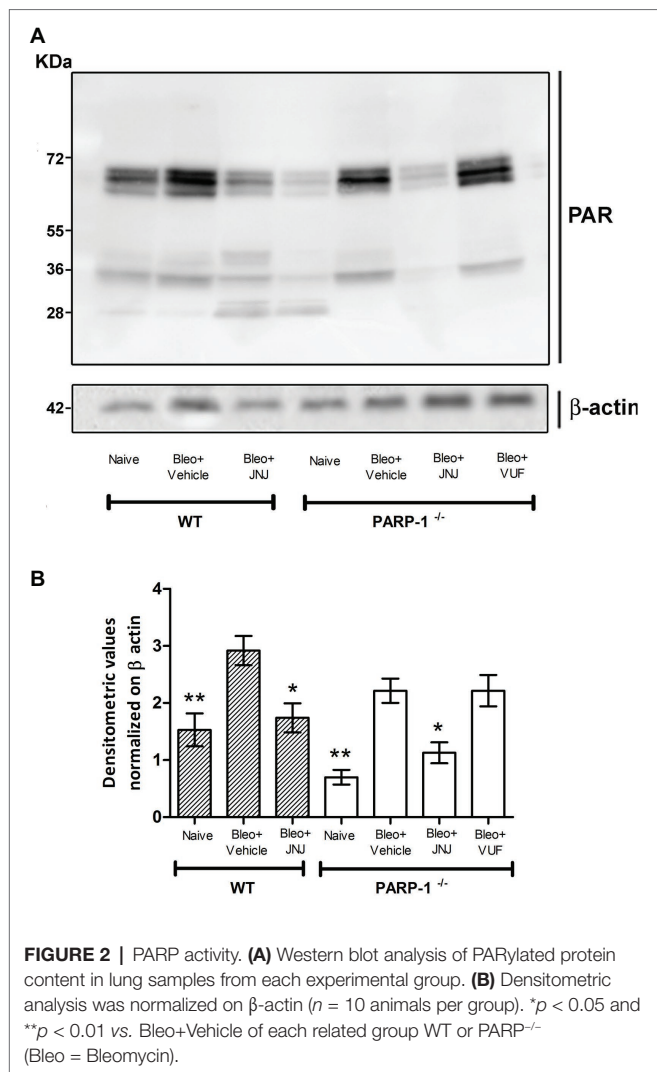 A
KDa
72
55
36
28
PAR
42
β-actin
Naive Bleo+ Vehicle Bleo+ JNJ Naive Bleo+ Vehicle Bleo+ JNJ Bleo+ VUF
WT PARP-1 -/-
B
Densitometric values
normalized on β actin
4
3
2
1
0
** * ** *
Naive Bleo+ Vehicle Bleo+ JNJ Naive Bleo+ Vehicle Bleo+ JNJ Bleo+ VUF
WT PARP-1 -/-
FIGURE 2 | PARP activity. (A) Western blot analysis of PARylated protein
content in lung samples from each experimental group. (B) Densitometric
analysis was normalized on β-actin (n = 10 animals per group). *p < 0.05 and
**p < 0.01 vs. Bleo+Vehicle of each related group WT or PARP−/−
(Bleo = Bleomycin).